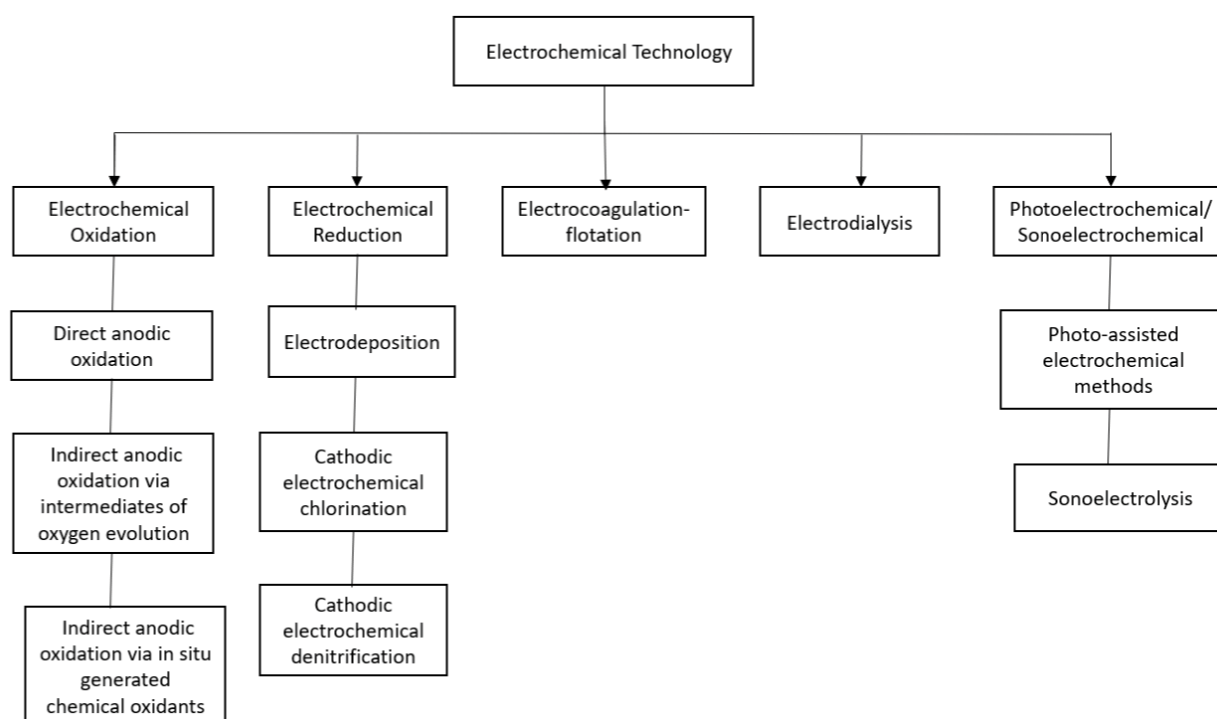 Electrochemical Technology
Electrochemical
Oxidation
Electrochemical
Reduction
Electrocoagulation-
flotation
Electrodialysis
Photoelectrochemical/
Sonoelectrochemical
Direct anodic
oxidation
Electrodeposition
Photo-assisted
electrochemical
methods
Indirect anodic
oxidation via
intermediates of
oxygen evolution
Cathodic
electrochemical
chlorination
Sonoelectrolysis
Indirect anodic
oxidation via in situ
generated
chemical oxidants
Cathodic
electrochemical
denitrification